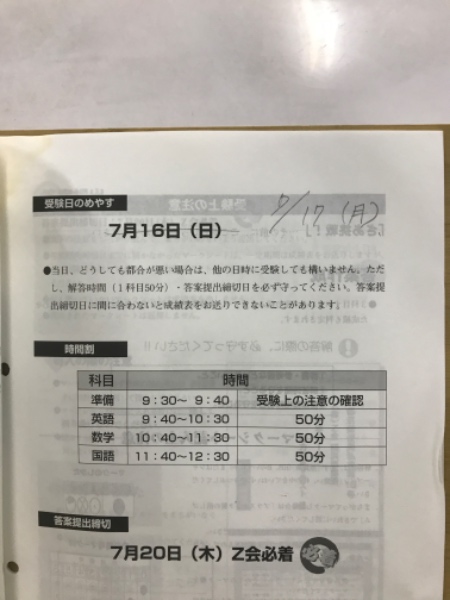 受験日のめやす
7月16日（日）
7/17（月）
●当日、どうしても都合が悪い場合は、他の日時に受験しても構いません。ただ
し、解答時間（1科目50分）・答案提出締切日を必ず守ってください。答案提
出締切日に間に合わないと成績表をお送りできないことがあります。
時間割
科目 時間
準備 9：30～ 9：40 受験上の注意の確認
英語 9：40～10：30 50分
数学 10：40～11：30 50分
国語 11：40～12：30 50分
答案提出締切
7月20日（木）Z会必着